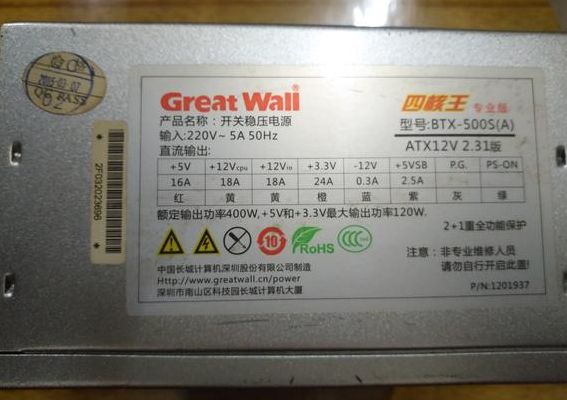 Great Wall
四核王 专业版
产品名称：开关稳压电源
型号:BTX-500S(A)
输入:220V~ 5A 50Hz
ATX12V 2.31版
直流输出:
+5V +12Vcpu +12Vio +3.3V -12V +5VSB P.G. PS-ON
16A 18A 18A 24A 0.3A 2.5A
红 黄 黄 橙 蓝 紫 灰 绿
额定输出功率400W,+5V和+3.3V最大输出功率120W.
2+1重全功能保护
10
RoHS
CCC
注意：非专业维修人员
请勿自行开启此盖!
中国长城计算机深圳股份有限公司制造
Http://www.greatwall.cn/power
深圳市南山区科技园长城计算机大厦
P/N:1201937
2015-03-07
PASS